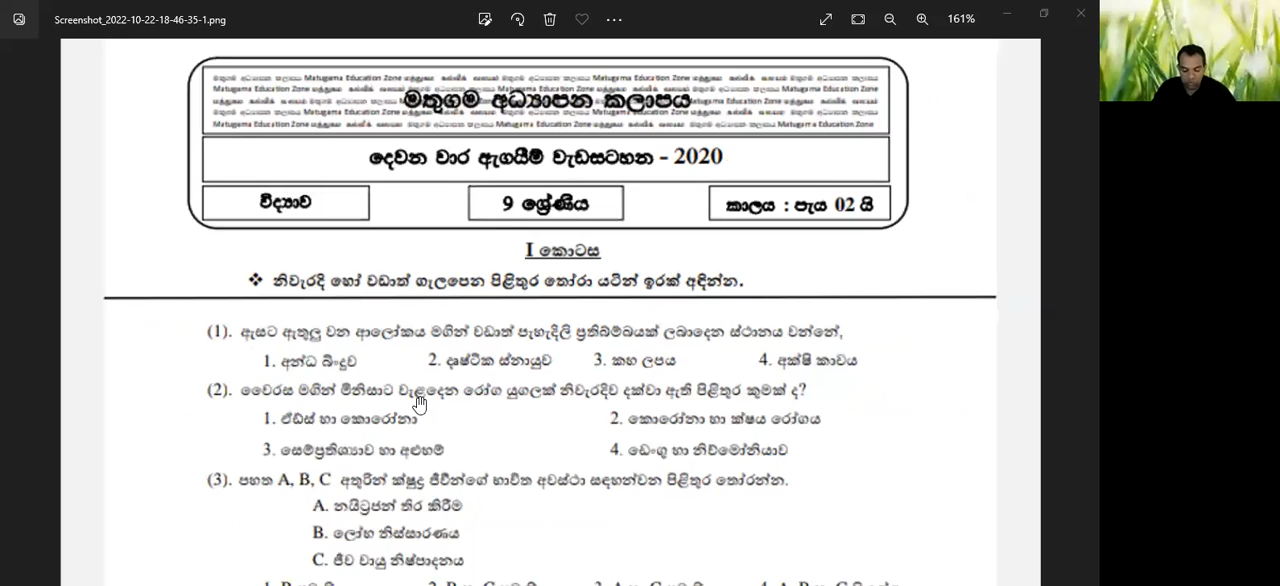 Screenshot_2022-10-22-18-46-35-1.png
161%
මතුගම අධ්‍යාපන කලාපය
දෙවන වාර ඇගයීම් වැඩසටහන - 2020
විද්‍යාව
9 ශ්‍රේණිය
කාලය : පැය 02 යි
I කොටස
❖ නිවැරදි හෝ වඩාත් ගැලපෙන පිළිතුර තෝරා යටින් ඉරක් අඳින්න.
(1). ඇසට ඇතුලු වන ආලෝකය මගින් වඩාත් පැහැදිලි ප්‍රතිබිම්බයක් ලබාදෙන ස්ථානය වන්නේ,
1. අන්ධ බිංදුව 2. දෘෂ්ටික ස්නායුව 3. කහ ලපය 4. අක්ෂි කාචය
(2). වෛරස මගින් මිනිසාට වැළඳෙන රෝග යුගලක් නිවැරදිව දක්වා ඇති පිළිතුර කුමක් ද?
1. ඒඩ්ස් හා කොරෝනා 2. කොරෝනා හා ක්ෂය රෝගය
3. සෙම්ප්‍රතිශ්‍යාව හා අළුහම් 4. ඩෙංගු හා නිව්මෝනියාව
(3). පහත A, B, C අතුරින් ක්ෂුද්‍ර ජීවීන්ගේ භාවිත අවස්ථා සඳහන්වන පිළිතුර තෝරන්න.
A. නයිට්‍රජන් තිර කිරීම
B. ලෝහ නිස්සාරණය
C. ජීව වායු නිෂ්පාදනය